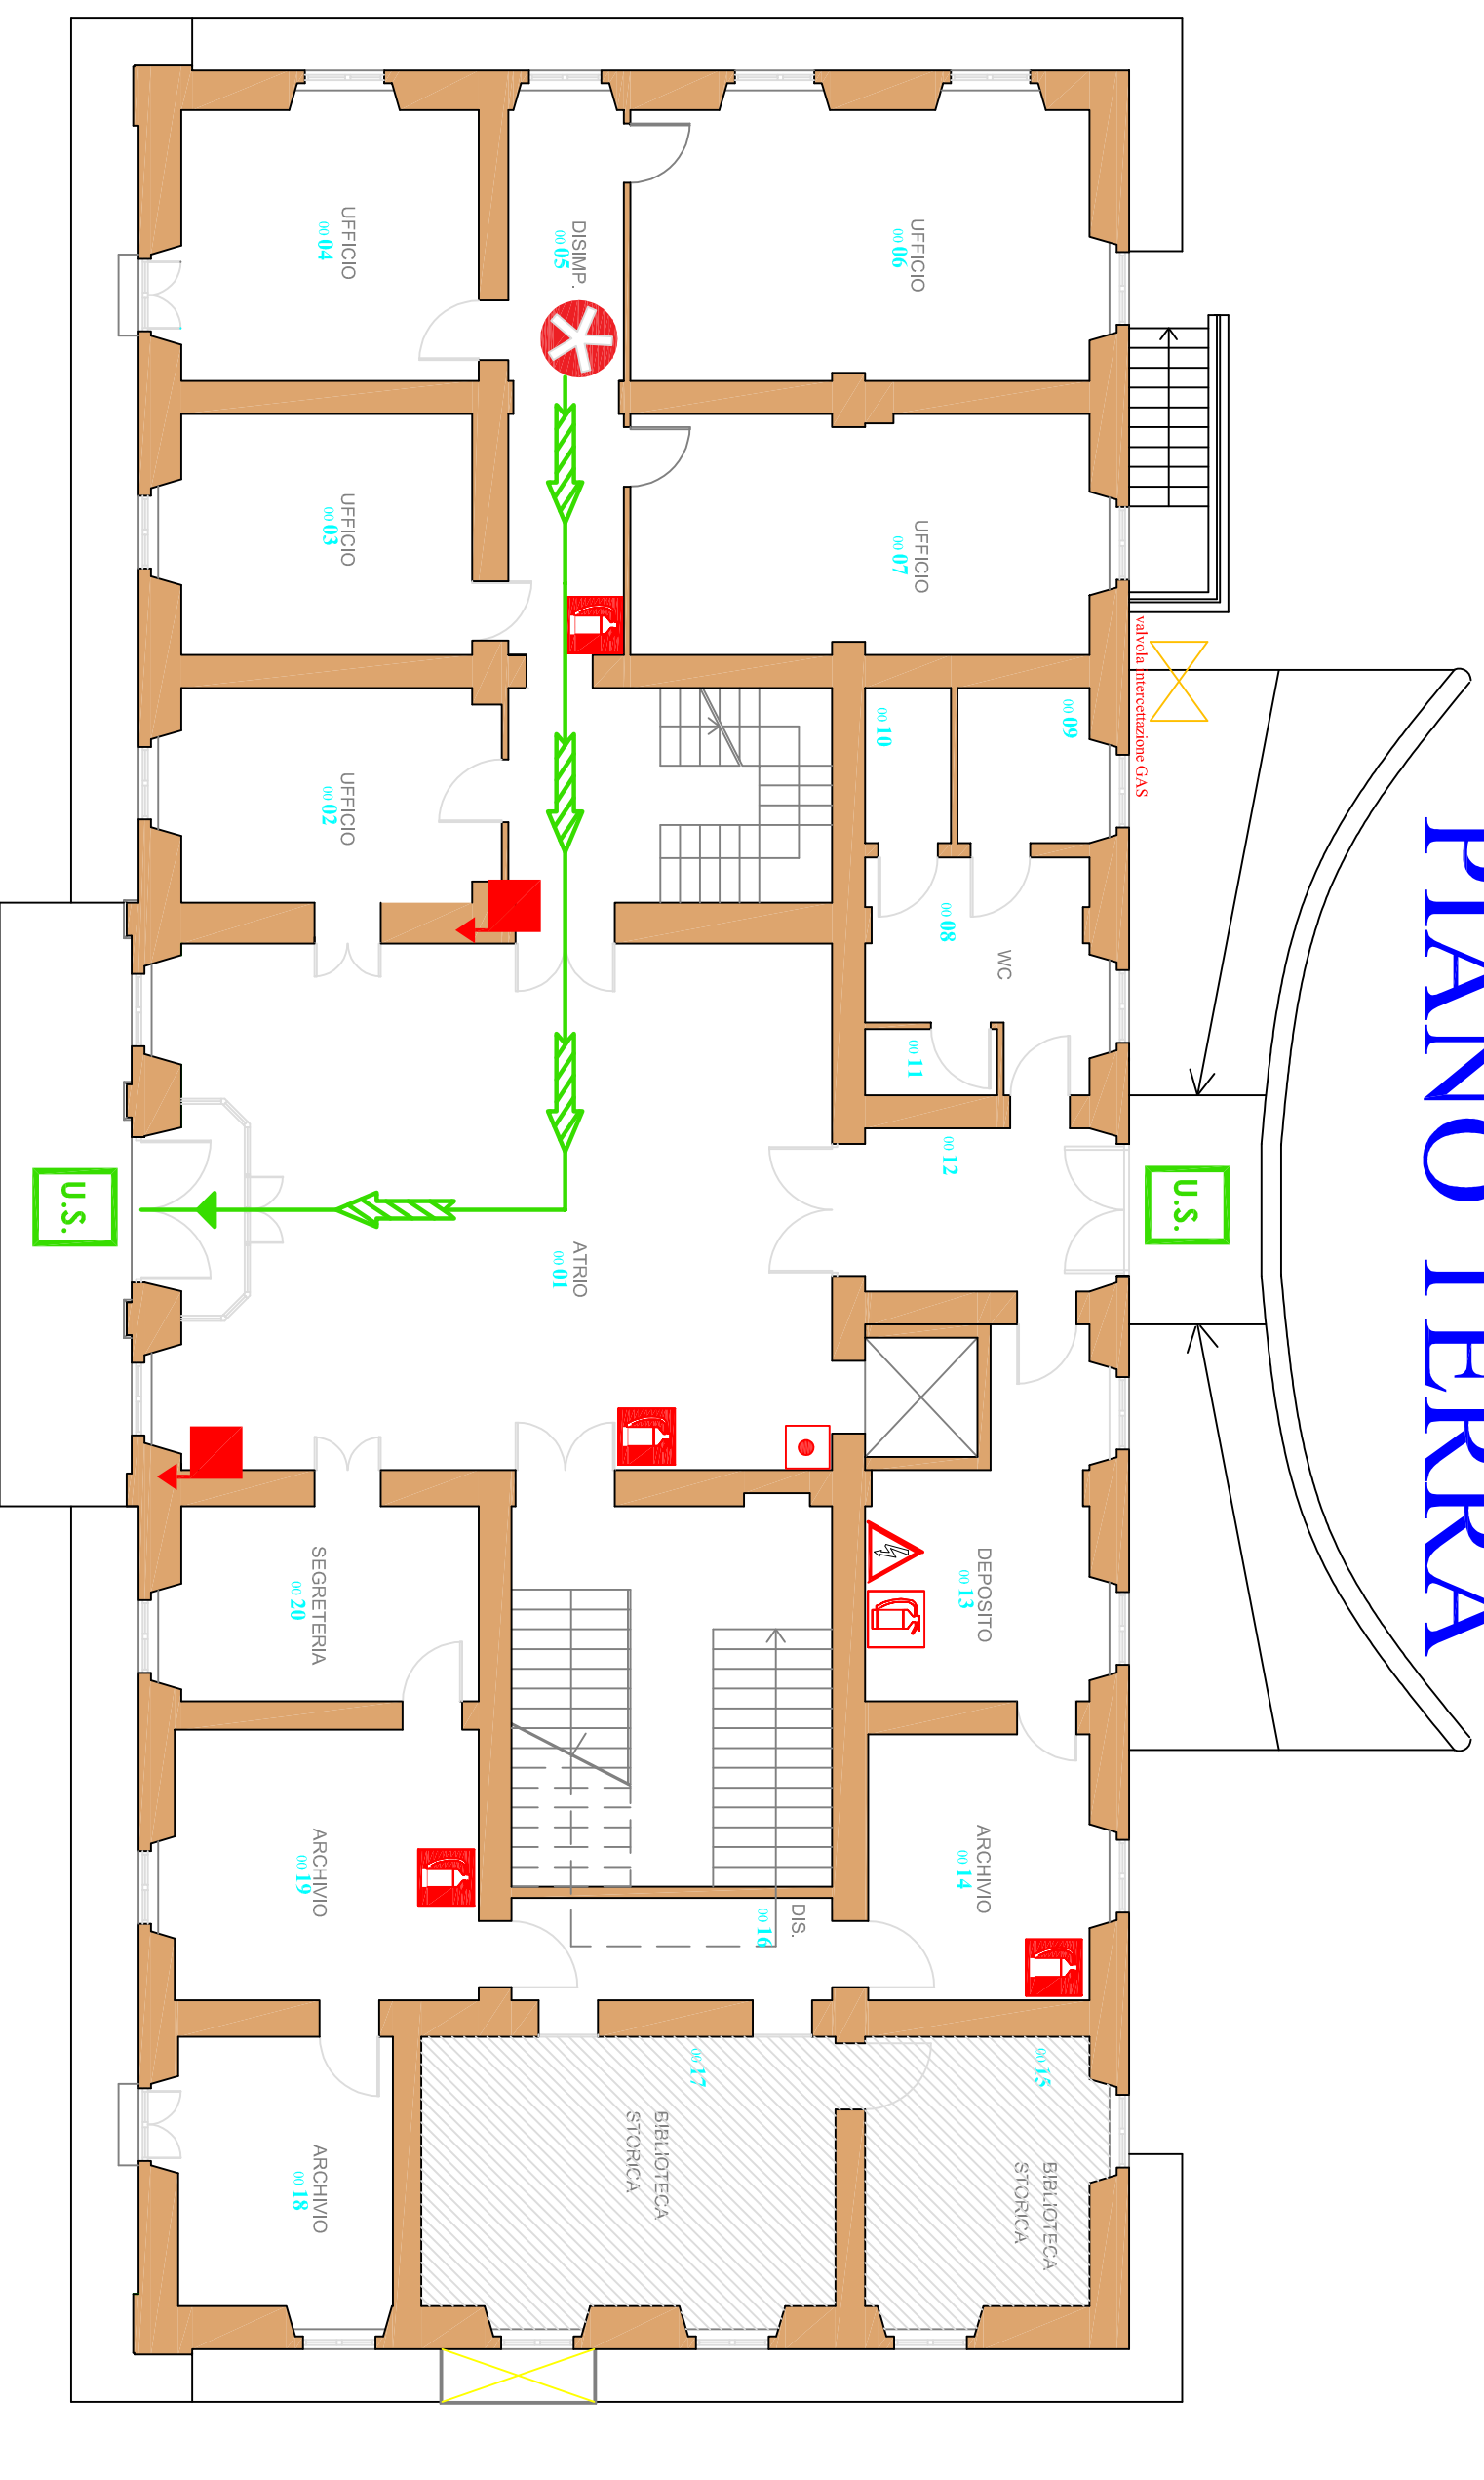 PIANO TERRA
UFFICIO
00 04
DISIMP.
00 05
UFFICIO
00 06
UFFICIO
00 03
UFFICIO
00 07
valvola intercettazione GAS
UFFICIO
00 02
00 10
00 09
00 08
WC
00 11
00 12
U.S.
U.S.
ATRIO
00 01
SEGRETERIA
00 20
DEPOSITO
00 13
ARCHIVIO
00 19
DIS.
00 16
ARCHIVIO
00 14
00 17
BIBLIOTECA
STORICA
00 15
BIBLIOTECA
STORICA
ARCHIVIO
00 18